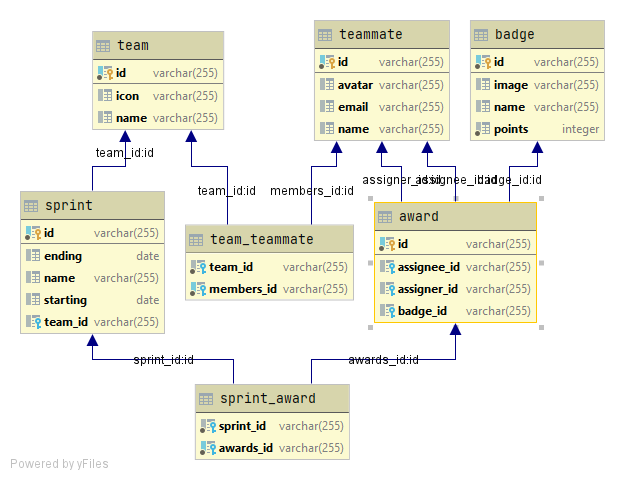 team
id varchar(255)
icon varchar(255)
name varchar(255)
teammate
id varchar(255)
avatar varchar(255)
email varchar(255)
name varchar(255)
badge
id varchar(255)
image varchar(255)
name varchar(255)
points integer
team_id:id
team_id:id
members_id:id
assigner_id:id
assignee_id:id
badge_id:id
sprint
id varchar(255)
ending date
name varchar(255)
starting date
team_id varchar(255)
team_teammate
team_id varchar(255)
members_id varchar(255)
award
id varchar(255)
assignee_id varchar(255)
assigner_id varchar(255)
badge_id varchar(255)
sprint_id:id
awards_id:id
sprint_award
sprint_id varchar(255)
awards_id varchar(255)
Powered by yFiles